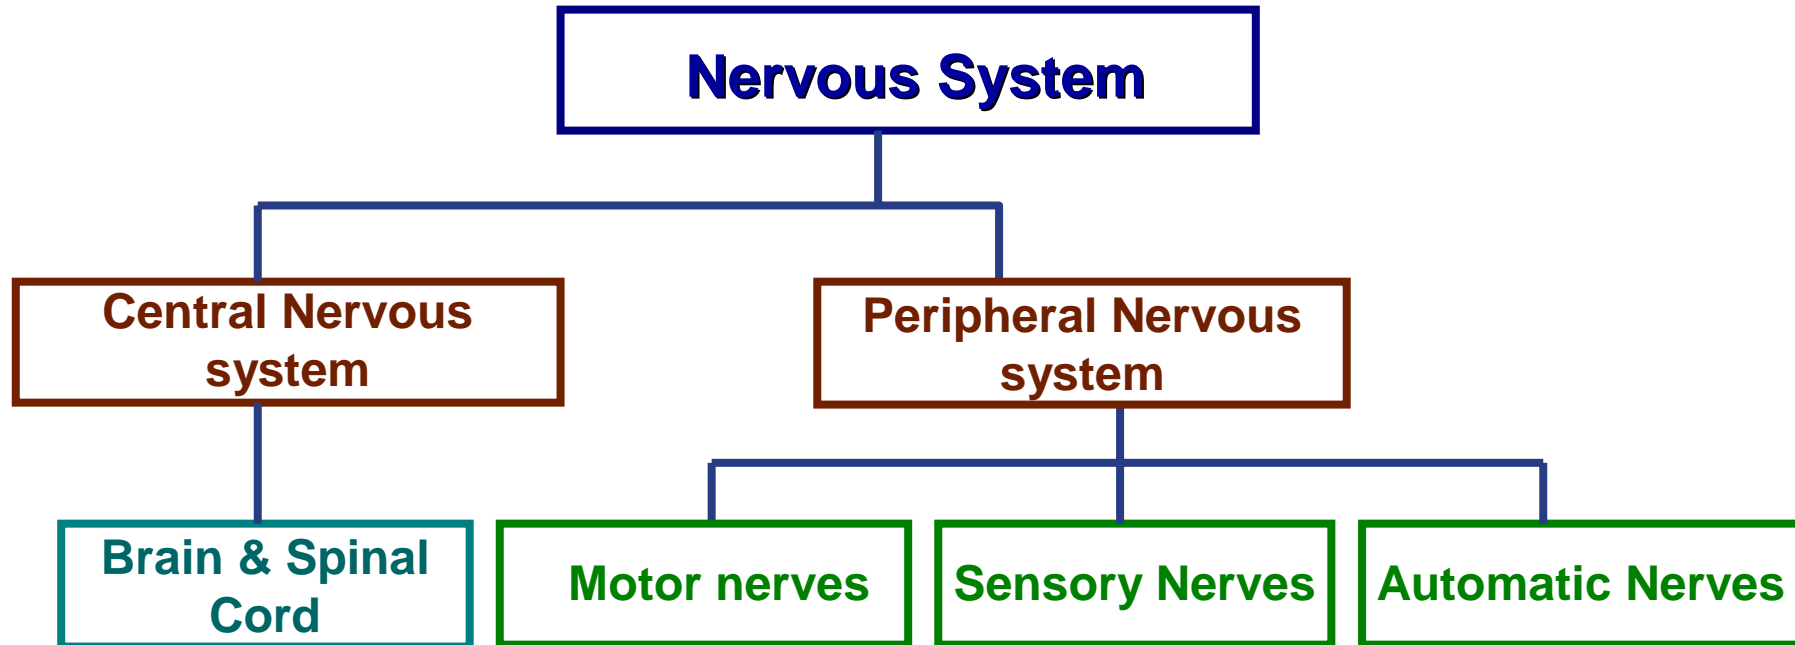 Nervous System
Central Nervous
system
Peripheral Nervous
system
Brain & Spinal
Cord
Motor nerves
Sensory Nerves
Automatic Nerves